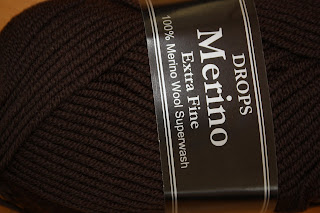 DROPS
Merino
Extra Fine
100% Merino Wool Superwash